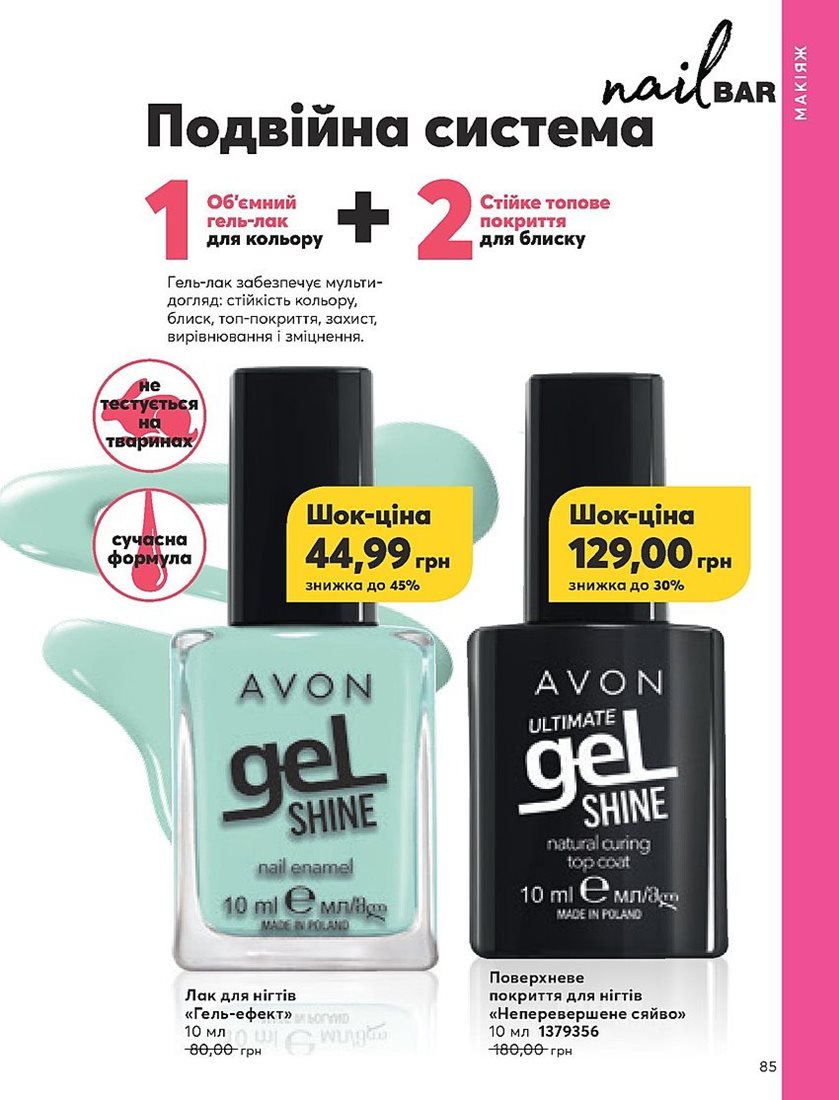 nail BAR
МАКІЯЖ
Подвійна система
1 Об'ємний
гель-лак
для кольору
+
2 Стійке топове
покриття
для блиску
Гель-лак забезпечує мульти-
догляд: стійкість кольору,
блиск, топ-покриття, захист,
вирівнювання і зміцнення.
не
тестується
на
тваринах
сучасна
формула
Шок-ціна
44,99 грн
знижка до 45%
Шок-ціна
129,00 грн
знижка до 30%
AVON
gel
SHINE
nail enamel
10 ml e мл/
MADE IN POLAND
AVON
ULTIMATE
gel
SHINE
natural curing
top coat
10 ml e мл/
MADE IN POLAND
Лак для нігтів
«Гель-ефект»
10 мл
80,00 грн
Поверхневе
покриття для нігтів
«Неперевершене сяйво»
10 мл 1379356
180,00 грн
85